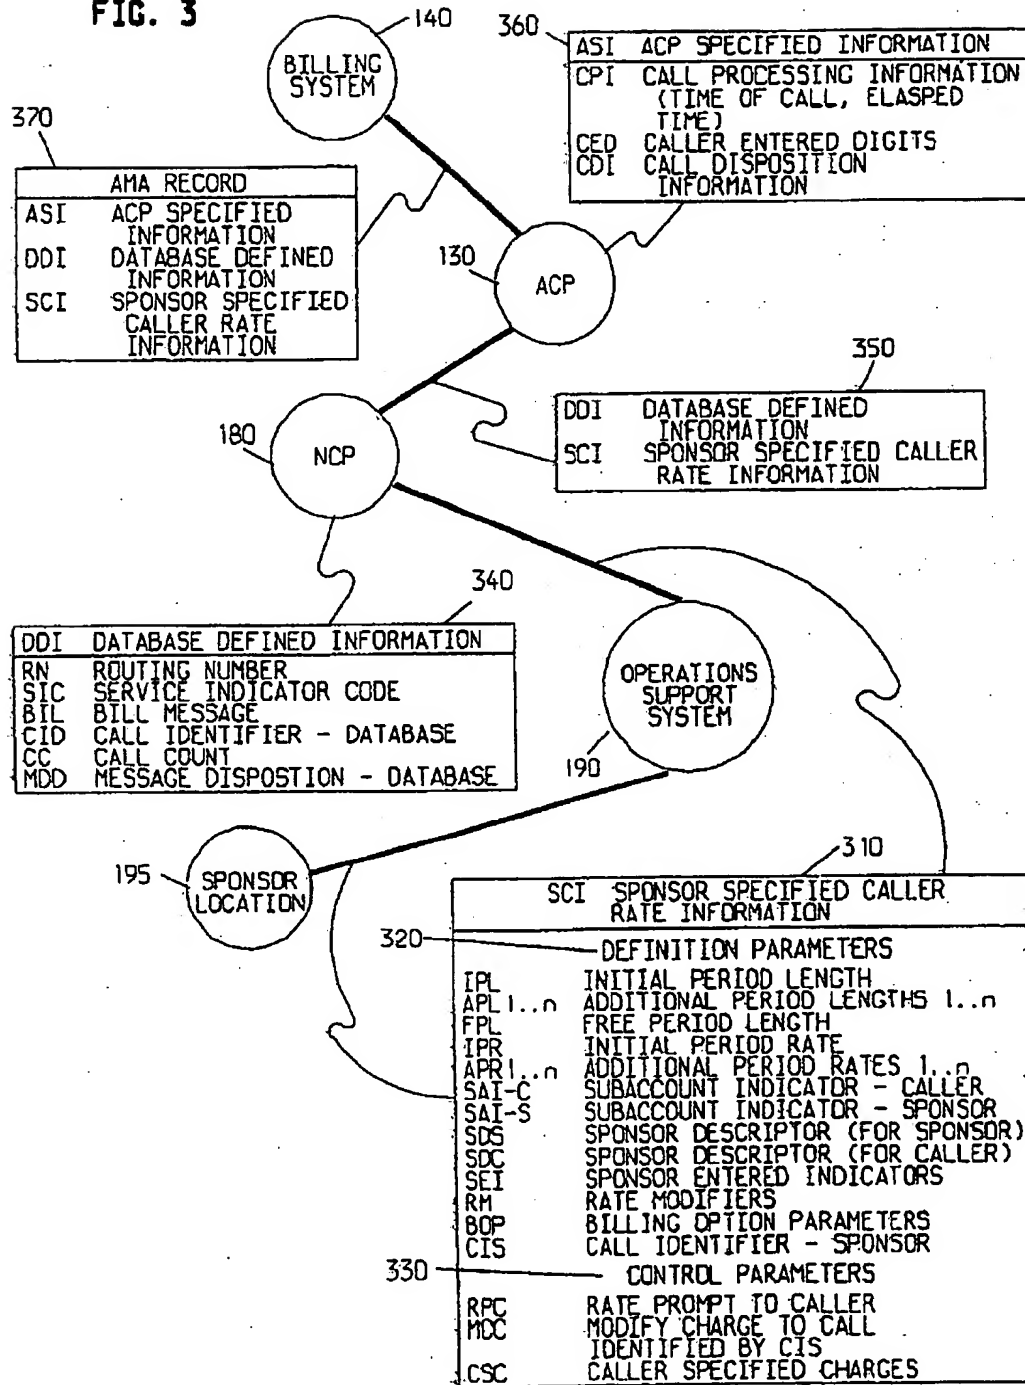 FIG. 3
140
BILLING
SYSTEM
360
ASI ACP SPECIFIED INFORMATION
CPI CALL PROCESSING INFORMATION
(TIME OF CALL, ELASPED
TIME)
CED CALLER ENTERED DIGITS
CDI CALL DISPOSITION
INFORMATION
370
AMA RECORD
ASI ACP SPECIFIED
INFORMATION
DDI DATABASE DEFINED
INFORMATION
SCI SPONSOR SPECIFIED
CALLER RATE
INFORMATION
130
ACP
350
DDI DATABASE DEFINED
INFORMATION
SCI SPONSOR SPECIFIED CALLER
RATE INFORMATION
180
NCP
340
DDI DATABASE DEFINED INFORMATION
RN ROUTING NUMBER
SIC SERVICE INDICATOR CODE
BIL BILL MESSAGE
CID CALL IDENTIFIER - DATABASE
CC CALL COUNT
MDD MESSAGE DISPOSTION - DATABASE
OPERATIONS
SUPPORT
SYSTEM
190
195
SPONSOR
LOCATION
310
SCI SPONSOR SPECIFIED CALLER
RATE INFORMATION
320
DEFINITION PARAMETERS
IPL INITIAL PERIOD LENGTH
APL1..n ADDITIONAL PERIOD LENGTHS 1..n
FPL FREE PERIOD LENGTH
IPR INITIAL PERIOD RATE
APR1..n ADDITIONAL PERIOD RATES 1..n
SAI-C SUBACCOUNT INDICATOR - CALLER
SAI-S SUBACCOUNT INDICATOR - SPONSOR
SDS SPONSOR DESCRIPTOR (FOR SPONSOR)
SDC SPONSOR DESCRIPTOR (FOR CALLER)
SEI SPONSOR ENTERED INDICATORS
RM RATE MODIFIERS
BOP BILLING OPTION PARAMETERS
CIS CALL IDENTIFIER - SPONSOR
330
CONTROL PARAMETERS
RPC RATE PROMPT TO CALLER
MDC MODIFY CHARGE TO CALL
IDENTIFIED BY CIS
CSC CALLER SPECIFIED CHARGES